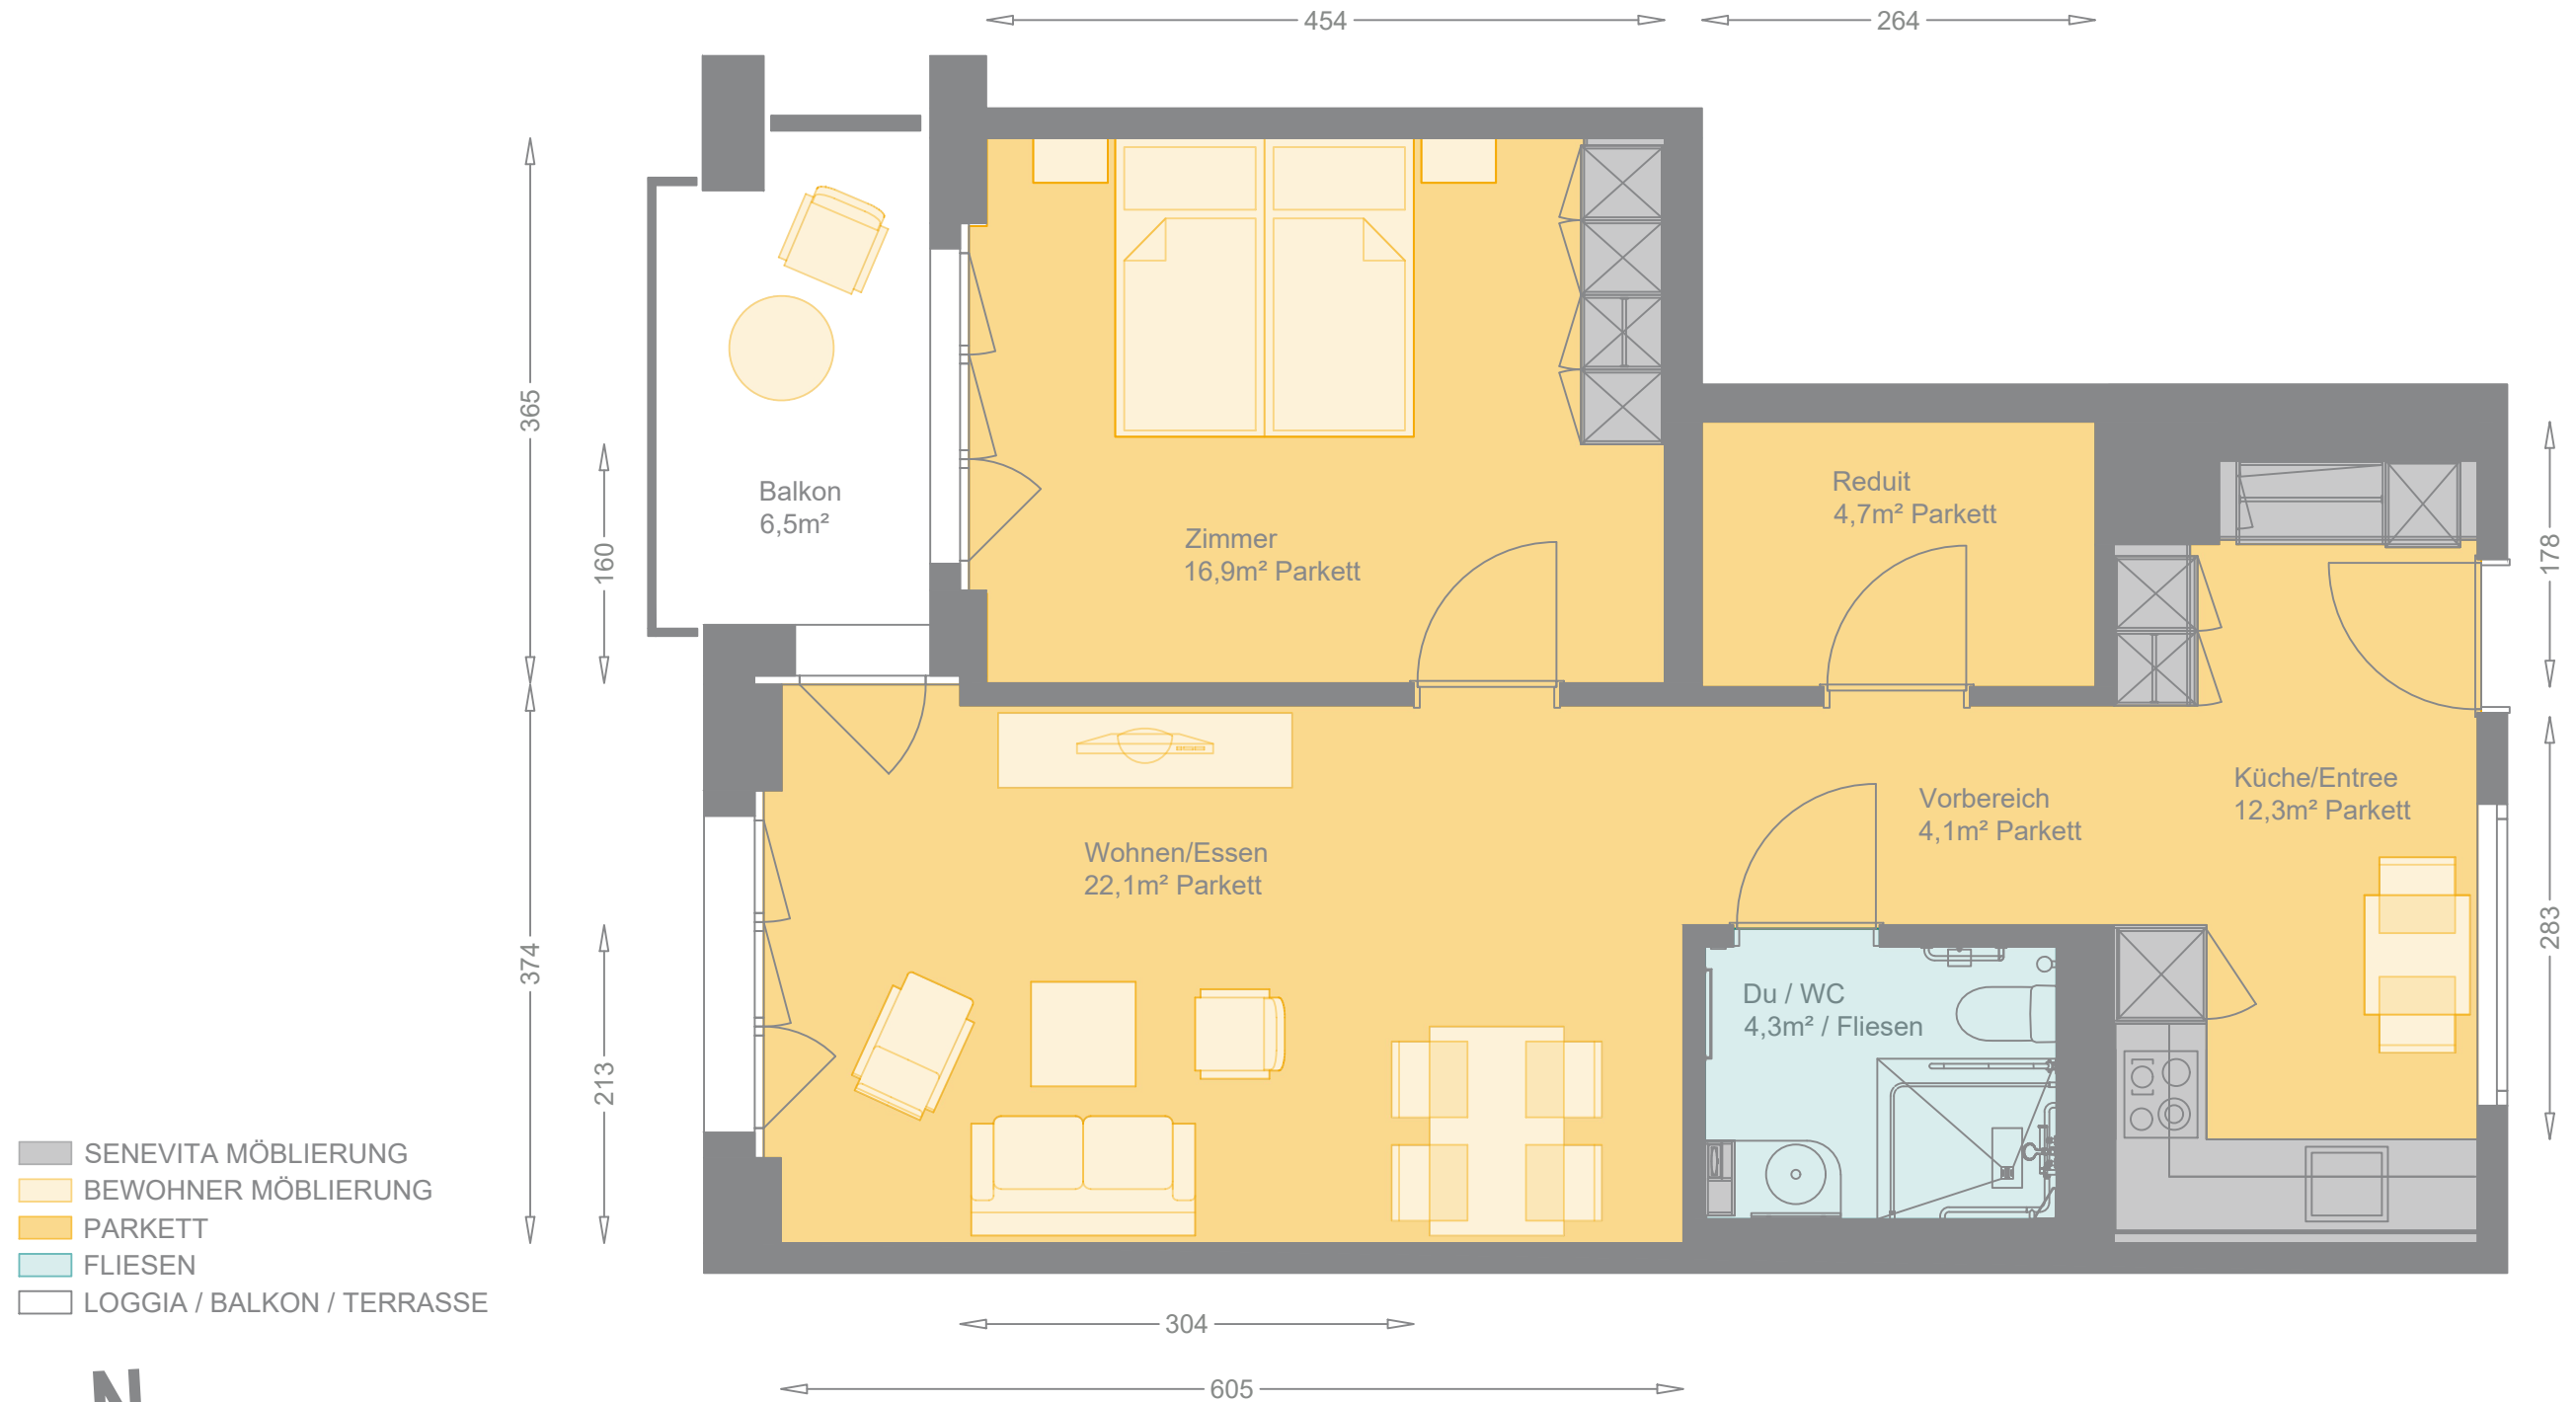 454
264
365
160
Balkon
6,5m²
Zimmer
16,9m² Parkett
Reduit
4,7m² Parkett
178
Wohnen/Essen
22,1m² Parkett
Vorbereich
4,1m² Parkett
Küche/Entree
12,3m² Parkett
374
213
283
Du / WC
4,3m² / Fliesen
SENEVITA MÖBLIERUNG
BEWOHNER MÖBLIERUNG
PARKETT
FLIESEN
LOGGIA / BALKON / TERRASSE
304
605
N